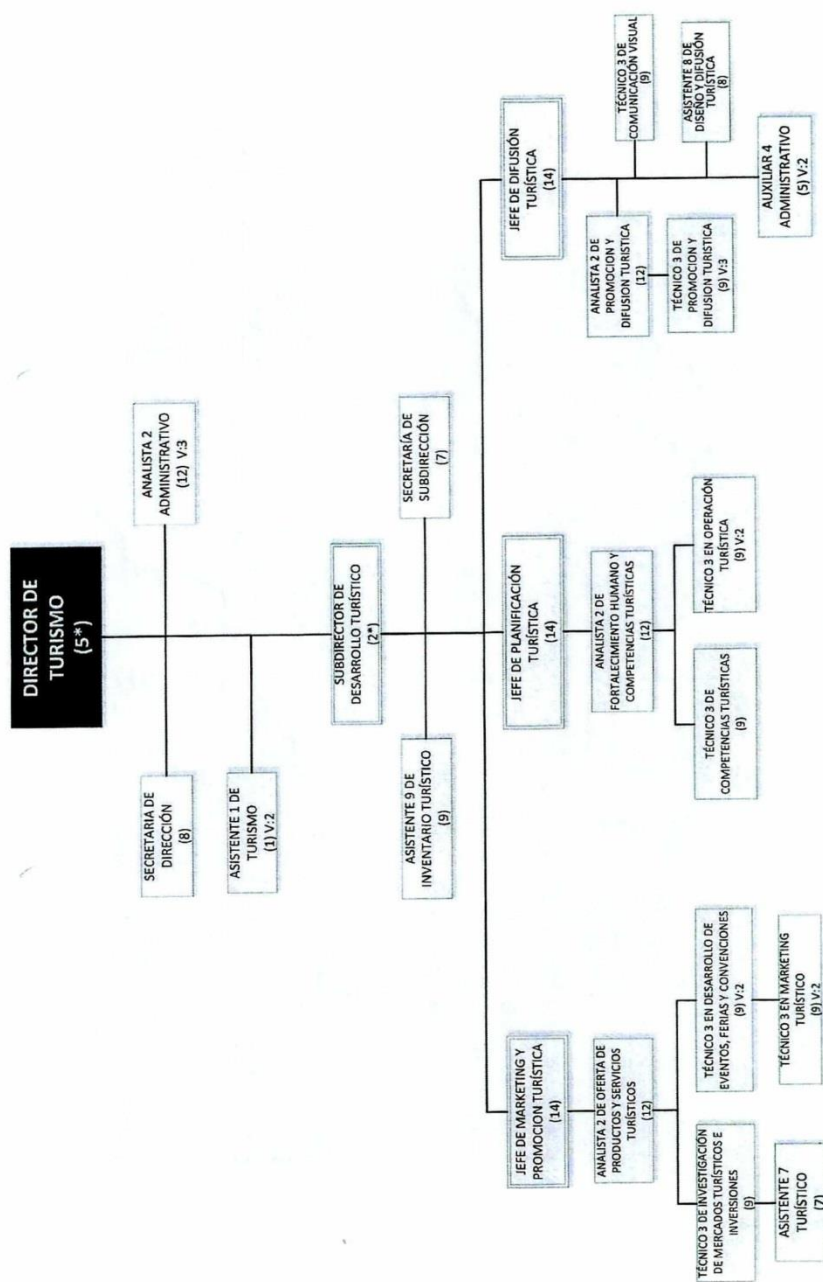 DIRECTOR DE
TURISMO
(5*)
SECRETARIA DE
DIRECCIÓN
(8)
ANALISTA 2
ADMINISTRATIVO
(12) V:3
ASISTENTE 1 DE
TURISMO
(1) V:2
SUBDIRECTOR DE
DESARROLLO TURÍSTICO
(2*)
ASISTENTE 9 DE
INVENTARIO TURÍSTICO
(9)
SECRETARÍA DE
SUBDIRECCIÓN
(7)
JEFE DE MARKETING Y
PROMOCION TURÍSTICA
(14)
ANALISTA 2 DE OFERTA DE
PRODUCTOS Y SERVICIOS
TURÍSTICOS
(12)
TÉCNICO 3 DE INVESTIGACIÓN
DE MERCADOS TURÍSTICOS E
INVERSIONES
(9)
ASISTENTE 7
TURÍSTICO
(7)
TÉCNICO 3 EN DESARROLLO DE
EVENTOS, FERIAS Y CONVENCIONES
(9) V:2
TÉCNICO 3 EN MARKETING
TURÍSTICO
(9) V:2
JEFE DE PLANIFICACIÓN
TURÍSTICA
(14)
ANALISTA 2 DE
FORTALECIMIENTO HUMANO Y
COMPETENCIAS TURÍSTICAS
(12)
TÉCNICO 3 DE
COMPETENCIAS TURÍSTICAS
(9)
TÉCNICO 3 EN OPERACIÓN
TURÍSTICA
(9) V:2
JEFE DE DIFUSIÓN
TURÍSTICA
(14)
ANALISTA 2 DE
PROMOCION Y
DIFUSION TURISTICA
(12)
TÉCNICO 3 DE
PROMOCION Y
DIFUSION TURISTICA
(9) V:3
TÉCNICO 3 DE
COMUNICACIÓN VISUAL
(9)
ASISTENTE 8 DE
DISEÑO Y DIFUSIÓN
TURÍSTICA
(8)
AUXILIAR 4
ADMINISTRATIVO
(5) V:2